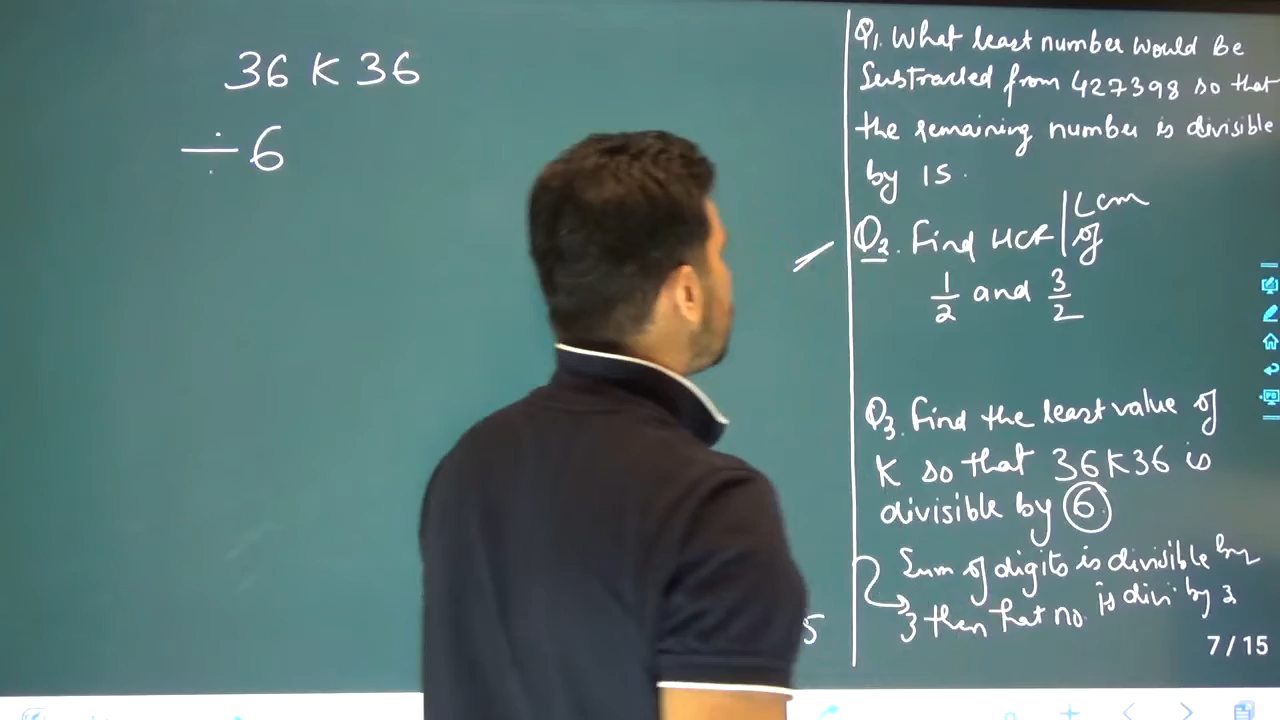 36 K 36
÷ 6
Q1. What least number would be
Sustracted from 427398 so that
the remaining number is divisible
by 15.
Q2. Find HCF | Lcm
of
1/2 and 3/2
Q3. Find the least value of
K so that 36K36 is
divisible by 6
Sum of digits is divisible by
3 then that no. is divi by 3
5
7/15